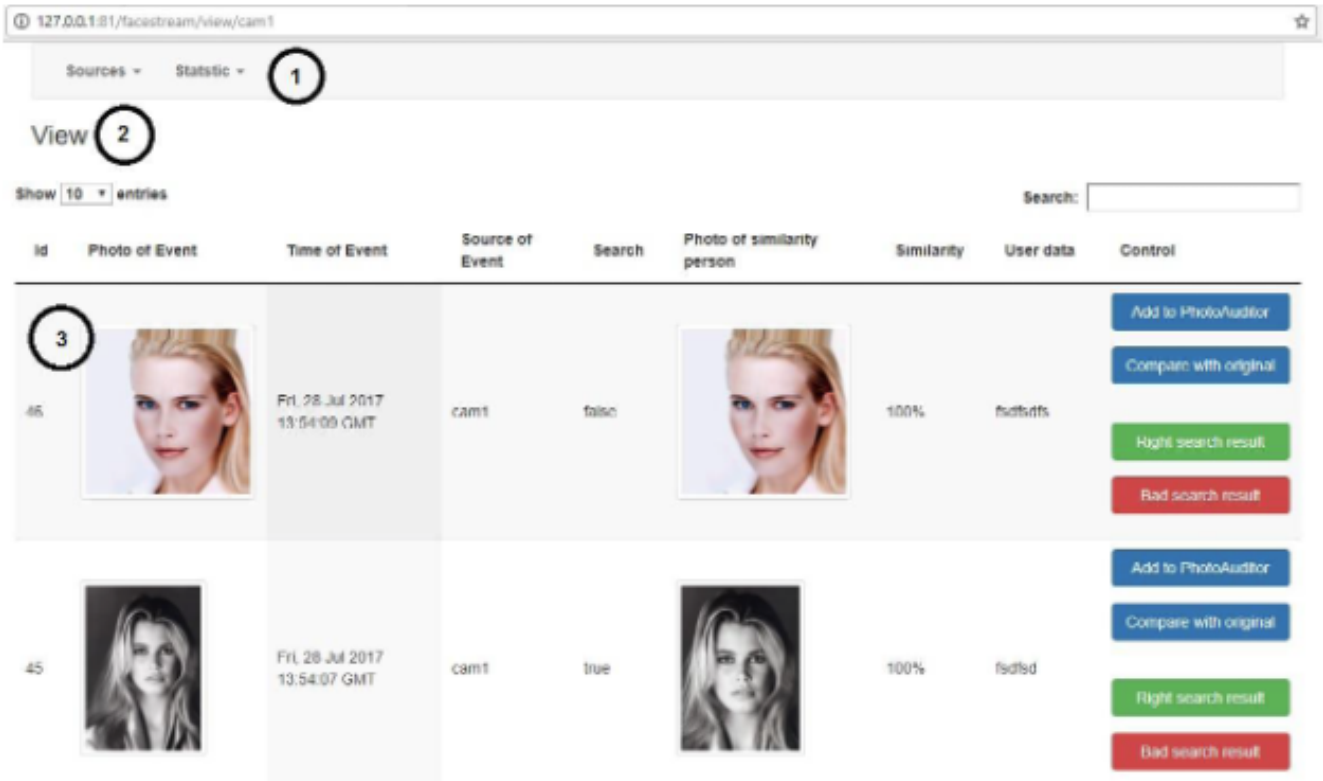 127.0.0.1:81/facestream/view/cam1
Sources Statstic 1
View 2
Show 10 entries Search:
Id Photo of Event Time of Event Source of Event Search Photo of similarity person Similarity User data Control
3
46 Fri, 28 Jul 2017 13:54:09 GMT cam1 false 100% fsdfsdfs
Add to PhotoAuditor
Compare with original
Right search result
Bad search result
45 Fri, 28 Jul 2017 13:54:07 GMT cam1 true 100% fsdfsd
Add to PhotoAuditor
Compare with original
Right search result
Bad search result